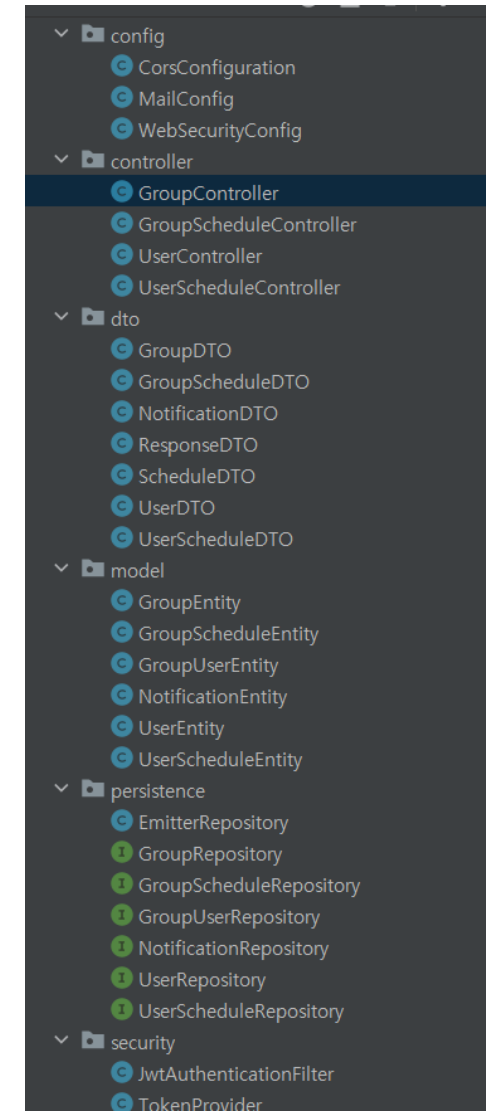 config
CorsConfiguration
MailConfig
WebSecurityConfig
controller
GroupController
GroupScheduleController
UserController
UserScheduleController
dto
GroupDTO
GroupScheduleDTO
NotificationDTO
ResponseDTO
ScheduleDTO
UserDTO
UserScheduleDTO
model
GroupEntity
GroupScheduleEntity
GroupUserEntity
NotificationEntity
UserEntity
UserScheduleEntity
persistence
EmitterRepository
GroupRepository
GroupScheduleRepository
GroupUserRepository
NotificationRepository
UserRepository
UserScheduleRepository
security
JwtAuthenticationFilter
TokenProvider